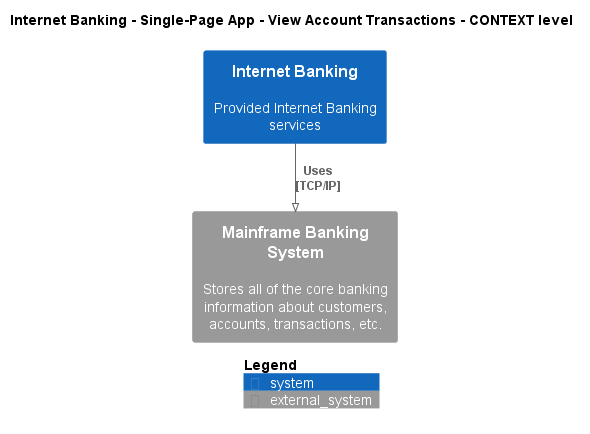 Internet Banking - Single-Page App - View Account Transactions - CONTEXT level
Internet Banking
Provided Internet Banking
services
Uses
[TCP/IP]
Mainframe Banking
System
Stores all of the core banking
information about customers,
accounts, transactions, etc.
Legend
system
external_system